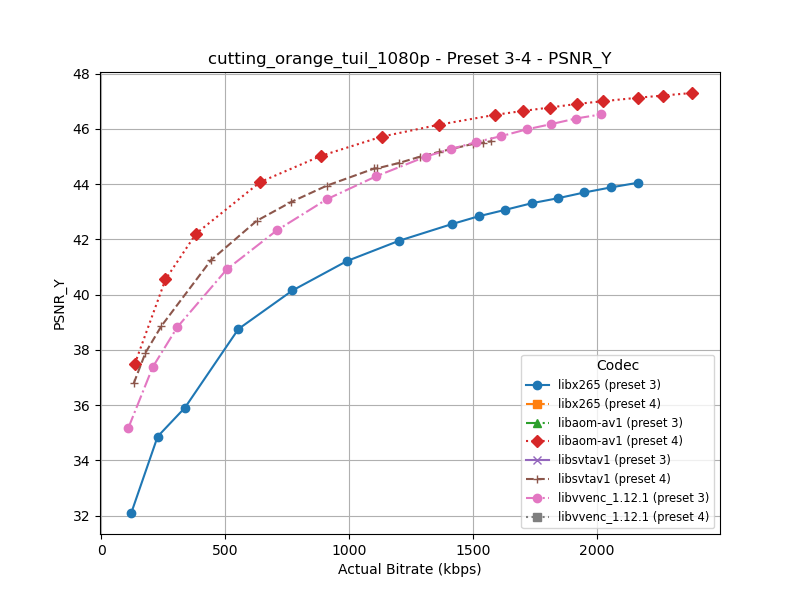 cutting_orange_tuil_1080p - Preset 3-4 - PSNR_Y
48
46
44
42
40
38
36
34
32
PSNR_Y
0
500
1000
1500
2000
Actual Bitrate (kbps)
Codec
libx265 (preset 3)
libx265 (preset 4)
libaom-av1 (preset 3)
libaom-av1 (preset 4)
libsvtav1 (preset 3)
libsvtav1 (preset 4)
libvvenc_1.12.1 (preset 3)
libvvenc_1.12.1 (preset 4)